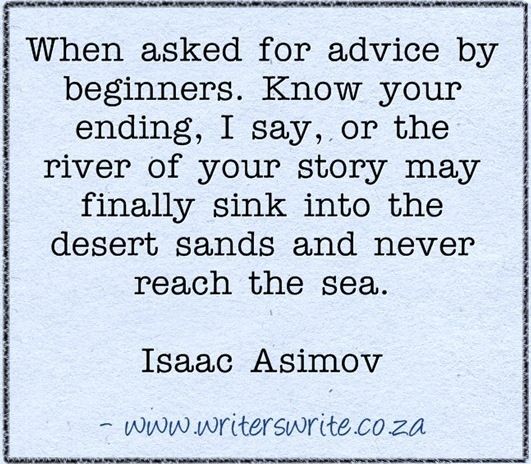 When asked for advice by
beginners. Know your
ending, I say, or the
river of your story may
finally sink into the
desert sands and never
reach the sea.
Isaac Asimov
- www.writerswrite.co.za